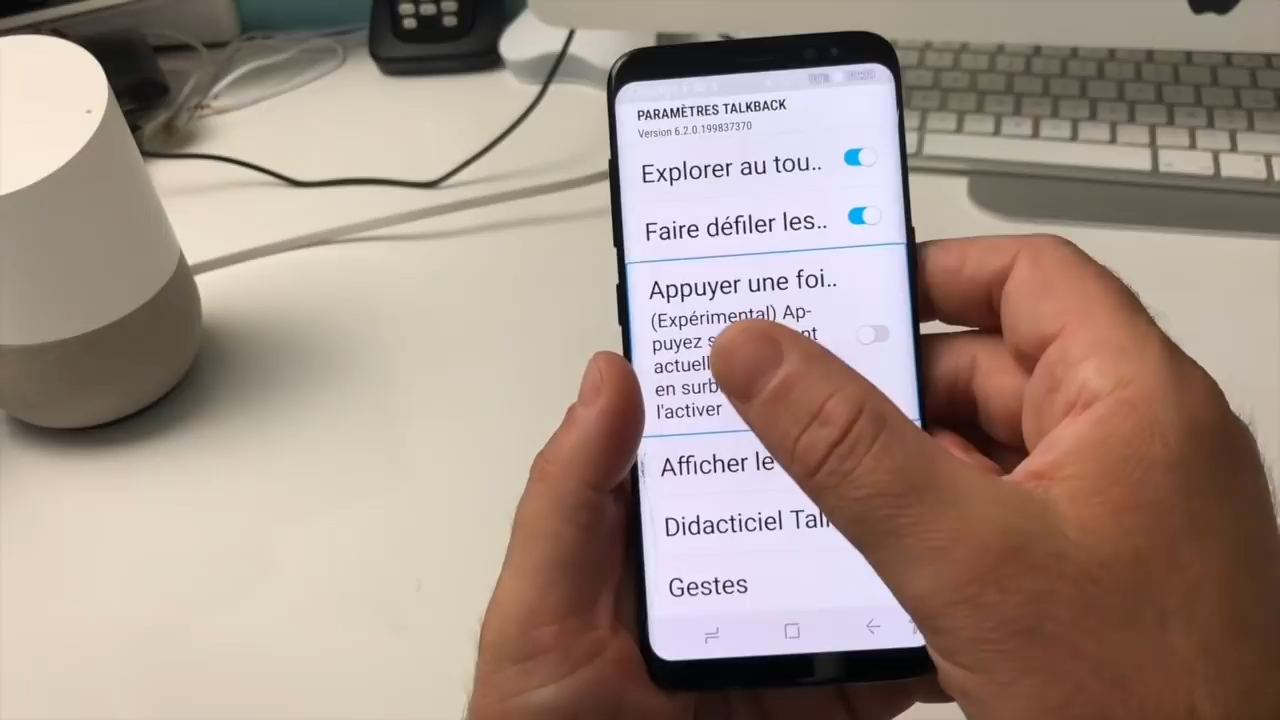 PARAMÈTRES TALKBACK
Version 6.2.0.199837370
Explorer au tou..
Faire défiler les..
Appuyer une foi..
(Expérimental) Ap-
puyez
actuell
en surb
l'activer
Afficher le
Didacticiel Tal
Gestes